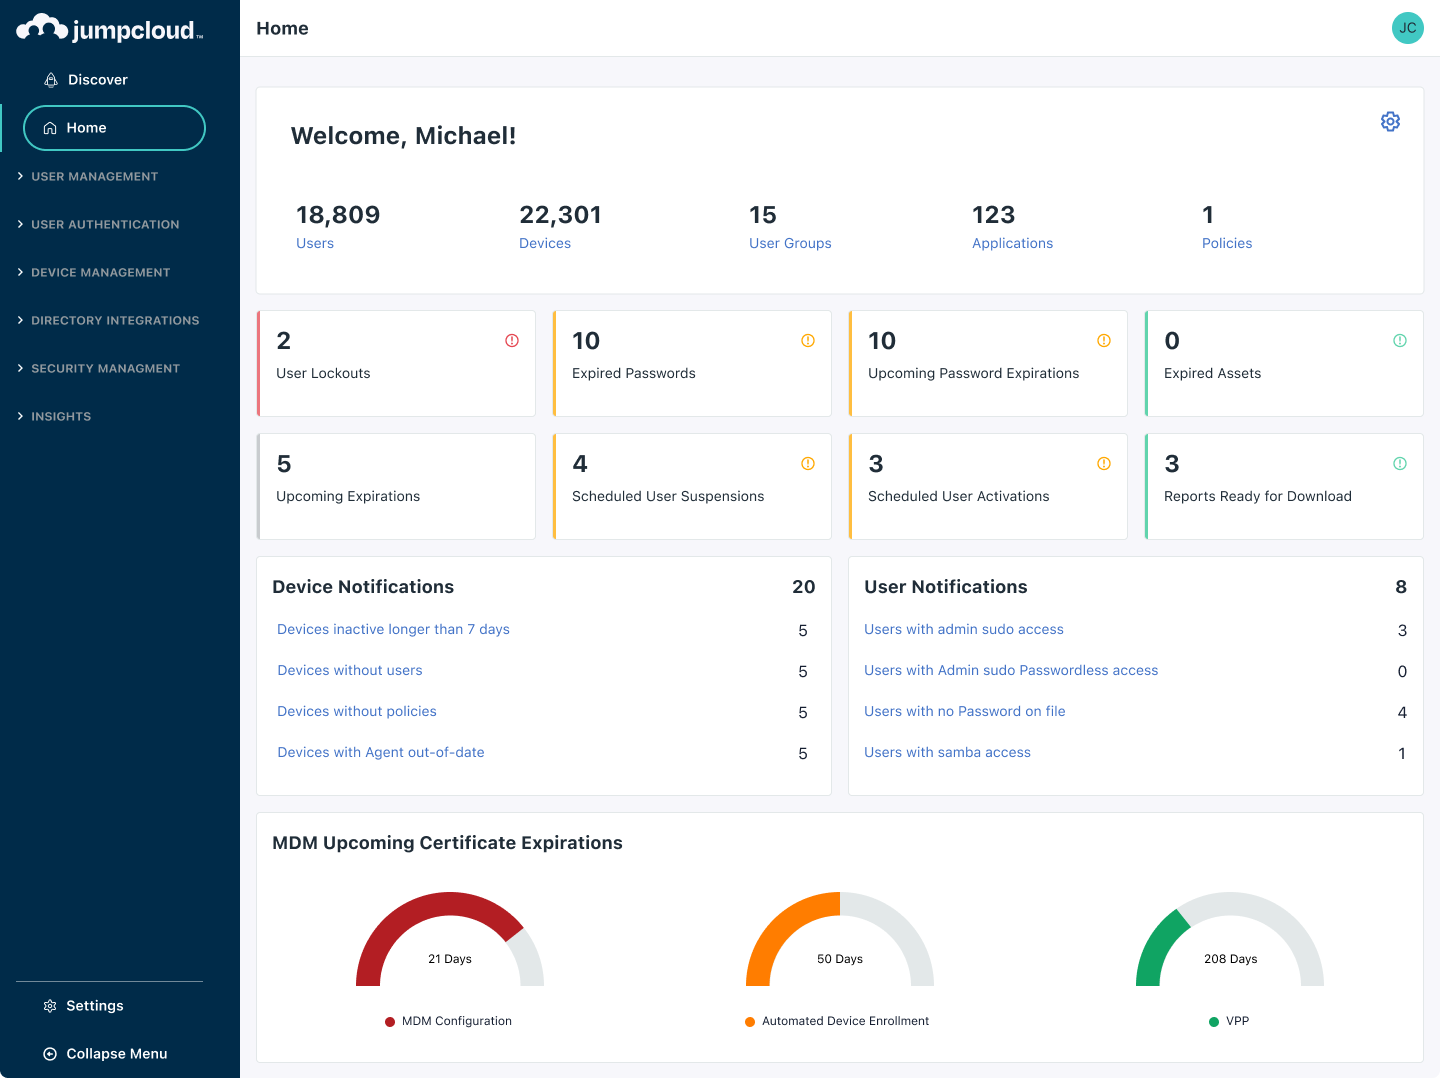 jumpcloud™
Home
JC
Discover
Home
USER MANAGEMENT
USER AUTHENTICATION
DEVICE MANAGEMENT
DIRECTORY INTEGRATIONS
SECURITY MANAGMENT
INSIGHTS
Settings
Collapse Menu
Welcome, Michael!
18,809 22,301 15 123 1
Users Devices User Groups Applications Policies
2 10 10 0
User Lockouts Expired Passwords Upcoming Password Expirations Expired Assets
5 4 3 3
Upcoming Expirations Scheduled User Suspensions Scheduled User Activations Reports Ready for Download
Device Notifications 20
Devices inactive longer than 7 days 5
Devices without users 5
Devices without policies 5
Devices with Agent out-of-date 5
User Notifications 8
Users with admin sudo access 3
Users with Admin sudo Passwordless access 0
Users with no Password on file 4
Users with samba access 1
MDM Upcoming Certificate Expirations
21 Days 50 Days 208 Days
MDM Configuration Automated Device Enrollment VPP